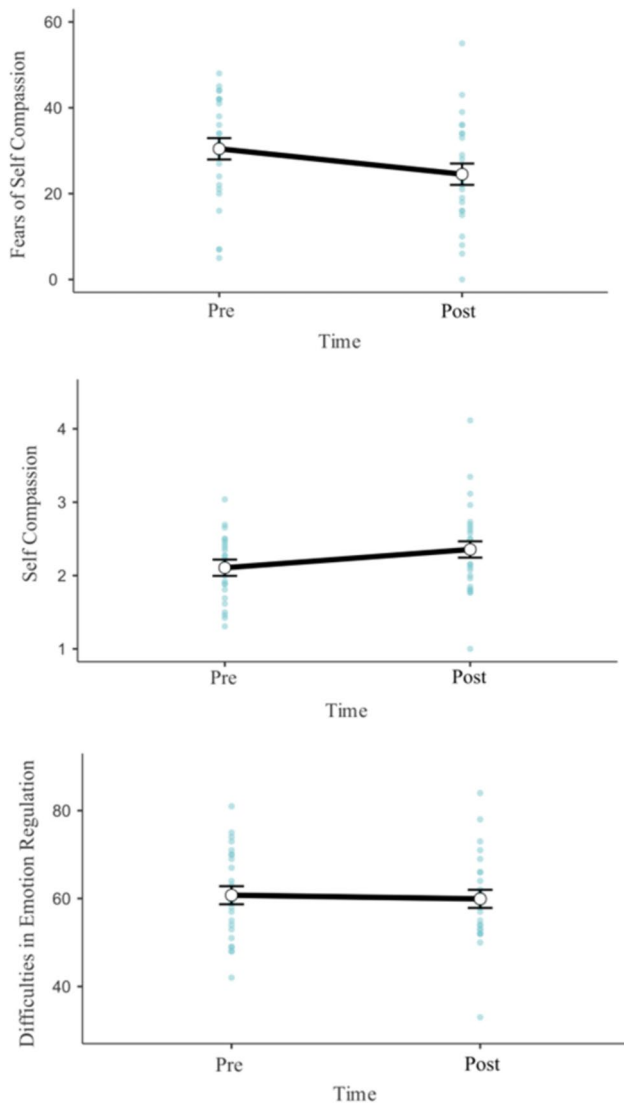 60
40
20
0
Fears of Self Compassion
Pre
Post
Time
4
3
2
1
Self Compassion
Pre
Post
Time
80
60
40
Difficulties in Emotion Regulation
Pre
Post
Time